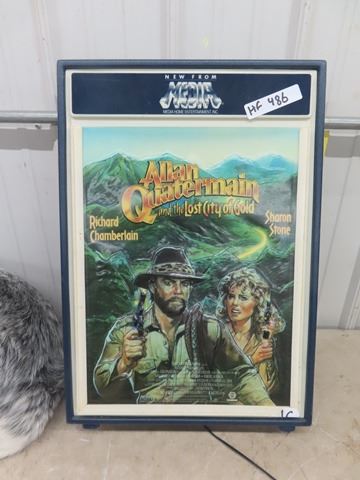 NEW FROM
MEDIA
MEDIA HOME ENTERTAINMENT, INC.
HF 486
Allan
Quatermain
and the Lost City of Gold
Richard
Chamberlain
Sharon
Stone